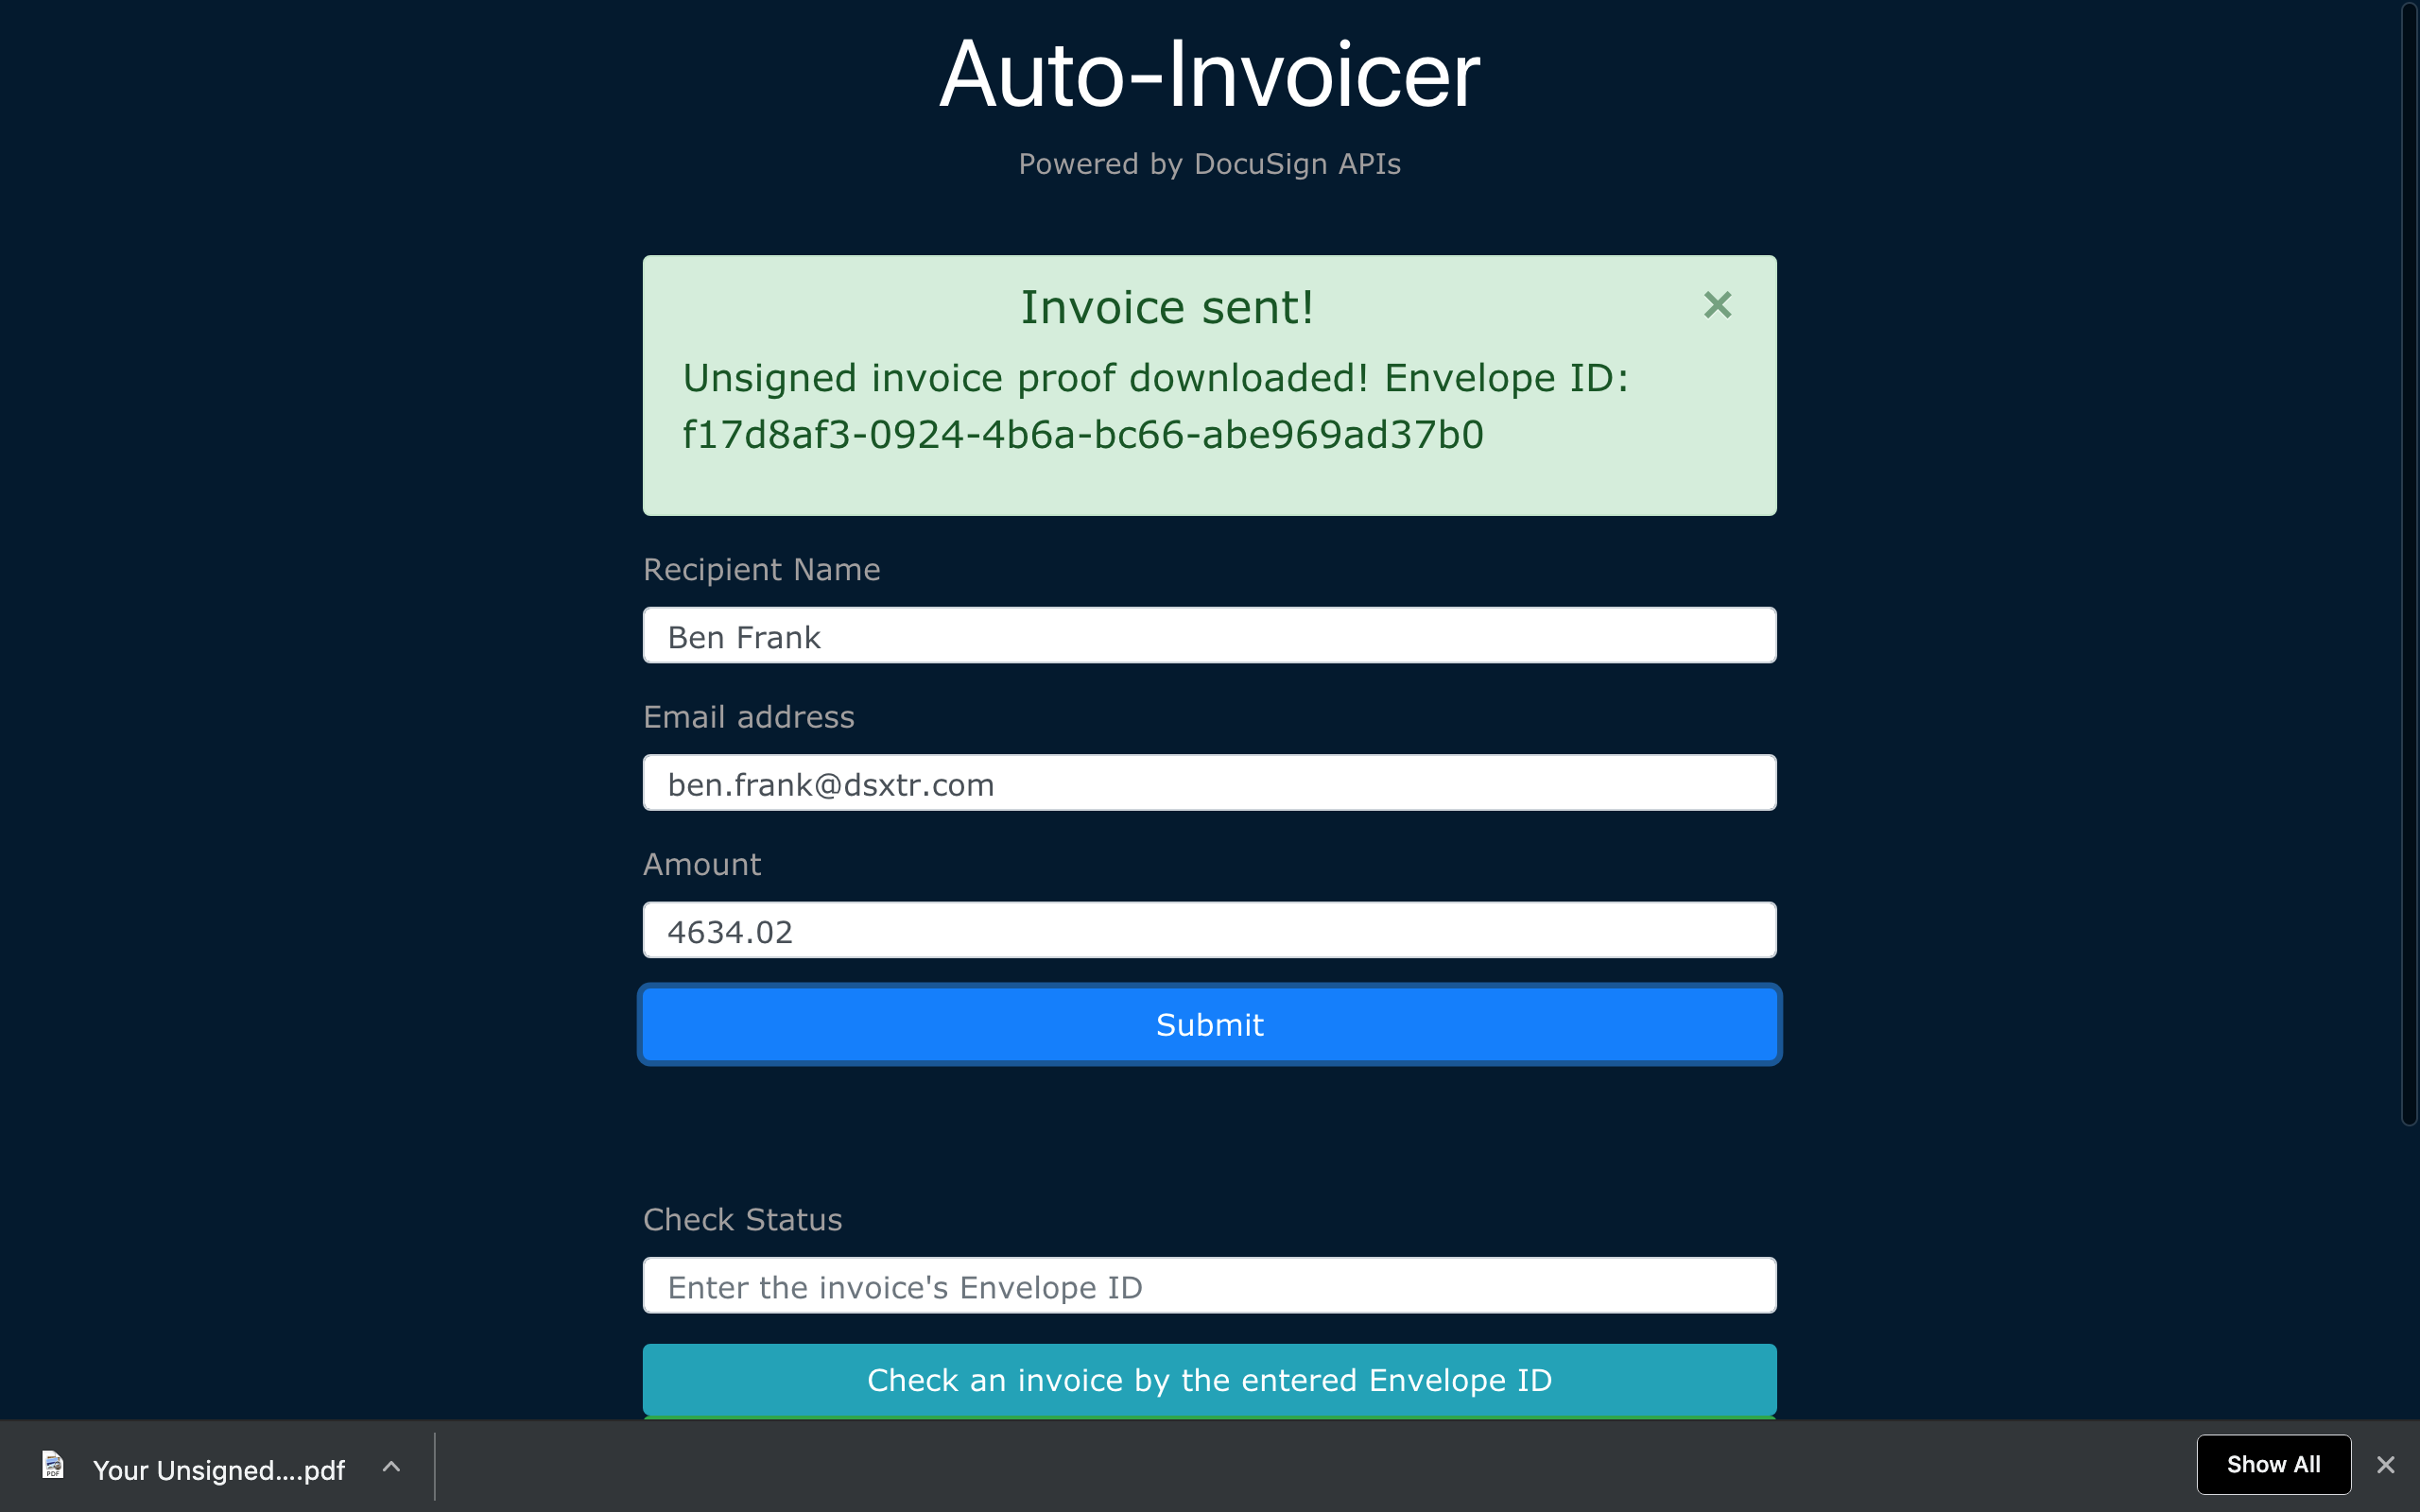 Auto-Invoicer
Powered by DocuSign APIs
Invoice sent!
×
Unsigned invoice proof downloaded! Envelope ID:
f17d8af3-0924-4b6a-bc66-abe969ad37b0
Recipient Name
Ben Frank
Email address
ben.frank@dsxtr.com
Amount
4634.02
Submit
Check Status
Enter the invoice's Envelope ID
Check an invoice by the entered Envelope ID
PDF
Your Unsigned....pdf
Show All